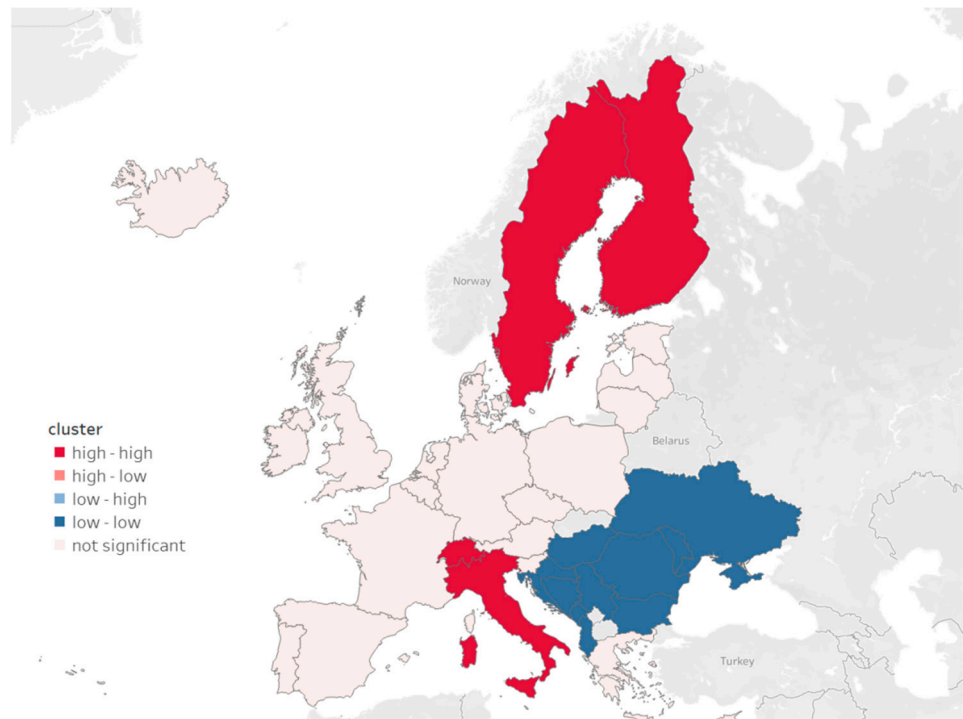 Norway
Belarus
cluster
high - high
high - low
low - high
low - low
not significant
Turkey